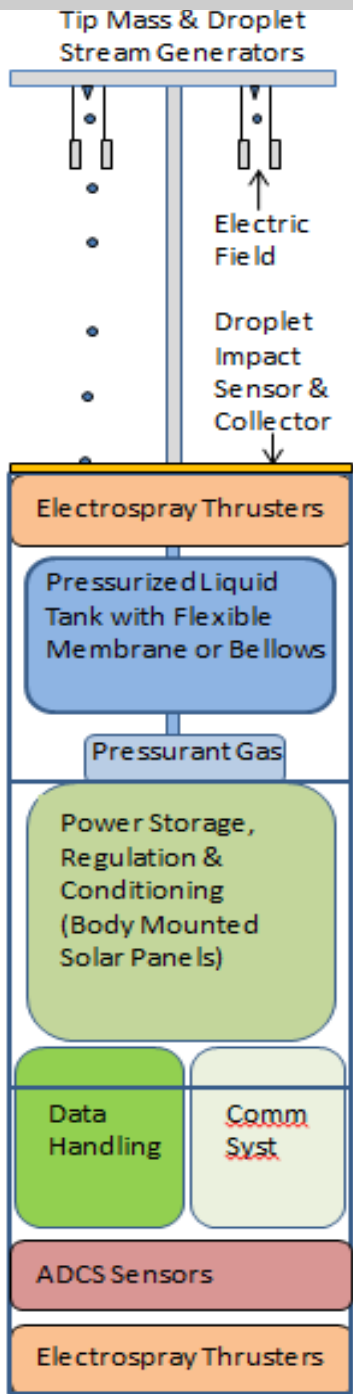 Tip Mass & Droplet
Stream Generators
Electric
Field
Droplet
Impact
Sensor &
Collector
Electrospray Thrusters
Pressurized Liquid
Tank with Flexible
Membrane or Bellows
Pressurant Gas
Power Storage,
Regulation &
Conditioning
(Body Mounted
Solar Panels)
Data
Handling
Comm
Syst
ADCS Sensors
Electrospray Thrusters